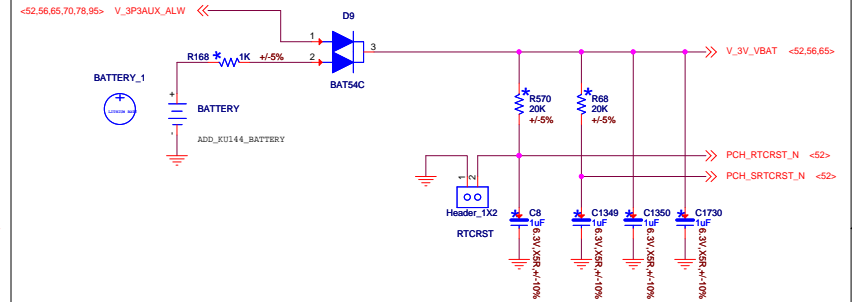 <52,56,65,70,78,95> V_3P3AUX_ALW
D9
1
2
3
BAT54C
R168 * 1K +/-5%
V_3V_VBAT <52,56,65>
BATTERY_1
+
BATTERY
-
ADD_KU144_BATTERY
* R570
20K
+/-5%
* R68
20K
+/-5%
PCH_RTCRST_N <52>
PCH_SRTCRST_N <52>
1
2
Header_1X2
RTCRST
* C8
1uF
6.3V,X5R,+/-10%
* C1349
1uF
6.3V,X5R,+/-10%
* C1350
1uF
6.3V,X5R,+/-10%
* C1730
1uF
6.3V,X5R,+/-10%